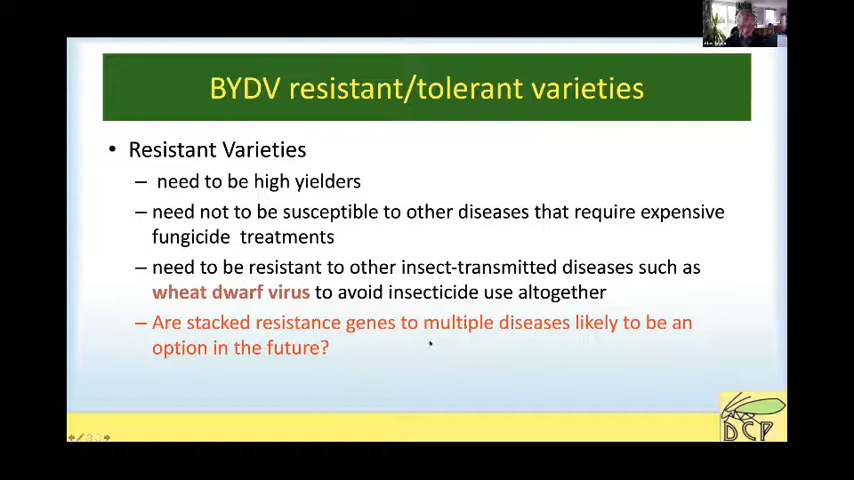 BYDV resistant/tolerant varieties
• Resistant Varieties
– need to be high yielders
– need not to be susceptible to other diseases that require expensive
fungicide treatments
– need to be resistant to other insect-transmitted diseases such as
wheat dwarf virus to avoid insecticide use altogether
– Are stacked resistance genes to multiple diseases likely to be an
option in the future?
DCP